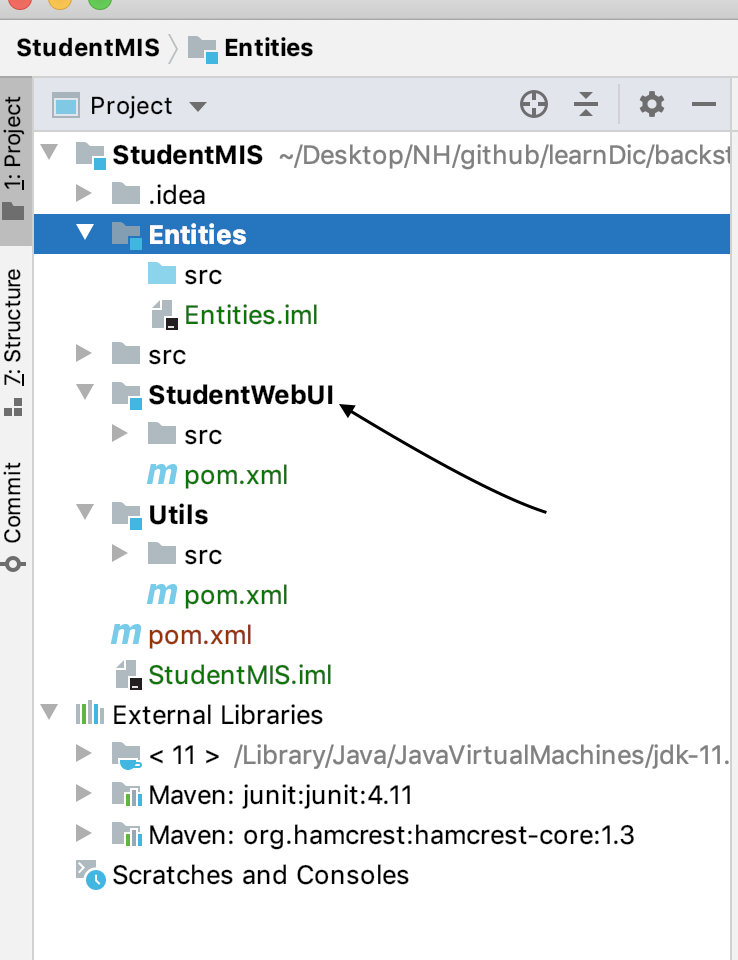 StudentMIS Entities
Project
1: Project
7: Structure
Commit
StudentMIS ~/Desktop/NH/github/learnDic/backst
.idea
Entities
src
Entities.iml
src
StudentWebUI
src
pom.xml
Utils
src
pom.xml
pom.xml
StudentMIS.iml
External Libraries
< 11 > /Library/Java/JavaVirtualMachines/jdk-11.
Maven: junit:junit:4.11
Maven: org.hamcrest:hamcrest-core:1.3
Scratches and Consoles